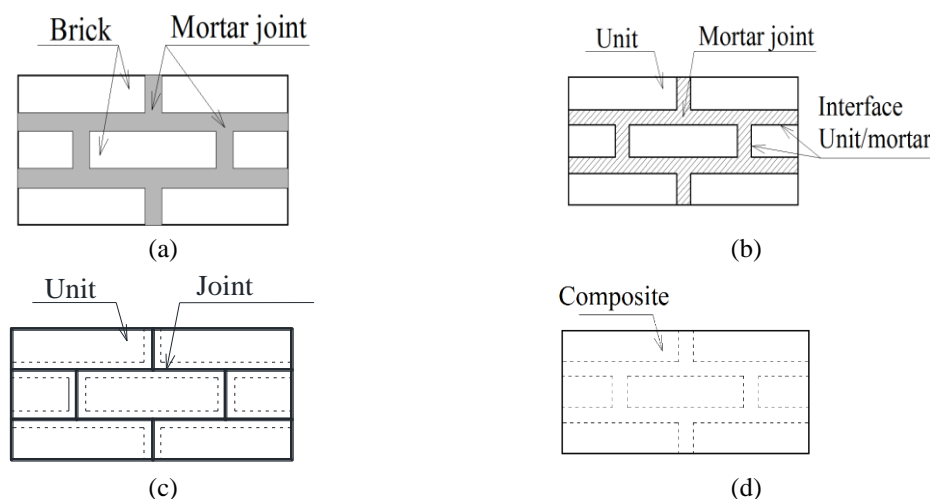 Brick Mortar joint
(a)
Unit Mortar joint
Interface
Unit/mortar
(b)
Unit Joint
(c)
Composite
(d)